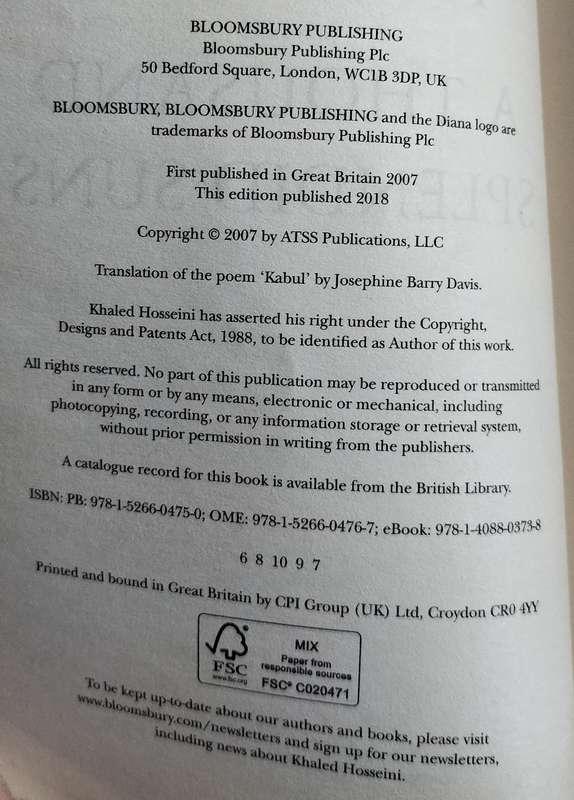 BLOOMSBURY PUBLISHING
Bloomsbury Publishing Plc
50 Bedford Square, London, WC1B 3DP, UK
BLOOMSBURY, BLOOMSBURY PUBLISHING and the Diana logo are
trademarks of Bloomsbury Publishing Plc
First published in Great Britain 2007
This edition published 2018
Copyright © 2007 by ATSS Publications, LLC
Translation of the poem ‘Kabul’ by Josephine Barry Davis.
Khaled Hosseini has asserted his right under the Copyright,
Designs and Patents Act, 1988, to be identified as Author of this work.
All rights reserved. No part of this publication may be reproduced or transmitted
in any form or by any means, electronic or mechanical, including
photocopying, recording, or any information storage or retrieval system,
without prior permission in writing from the publishers.
A catalogue record for this book is available from the British Library.
ISBN: PB: 978-1-5266-0475-0; OME: 978-1-5266-0476-7; eBook: 978-1-4088-0373-8
6 8 10 9 7
Printed and bound in Great Britain by CPI Group (UK) Ltd, Croydon CR0 4YY
FSC
www.fsc.org
MIX
Paper from
responsible sources
FSC® C020471
To be kept up-to-date about our authors and books, please visit
www.bloomsbury.com/newsletters and sign up for our newsletters,
including news about Khaled Hosseini.